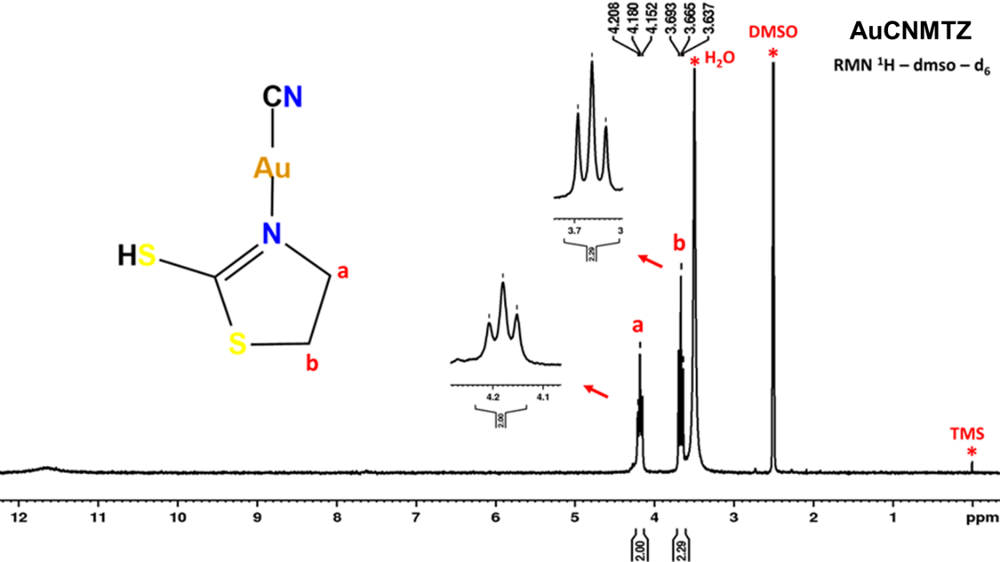 4.208
4.180
4.152
3.693
3.665
3.637
DMSO
*
AuCNMTZ
* H₂O
RMN ¹H – dmso – d₆
CN
Au
N
HS
S
a
b
3.7
3
2.29
b
a
4.2
4.1
2.00
TMS
*
12 11 10 9 8 7 6 5 4 3 2 1 ppm
2.00
2.29